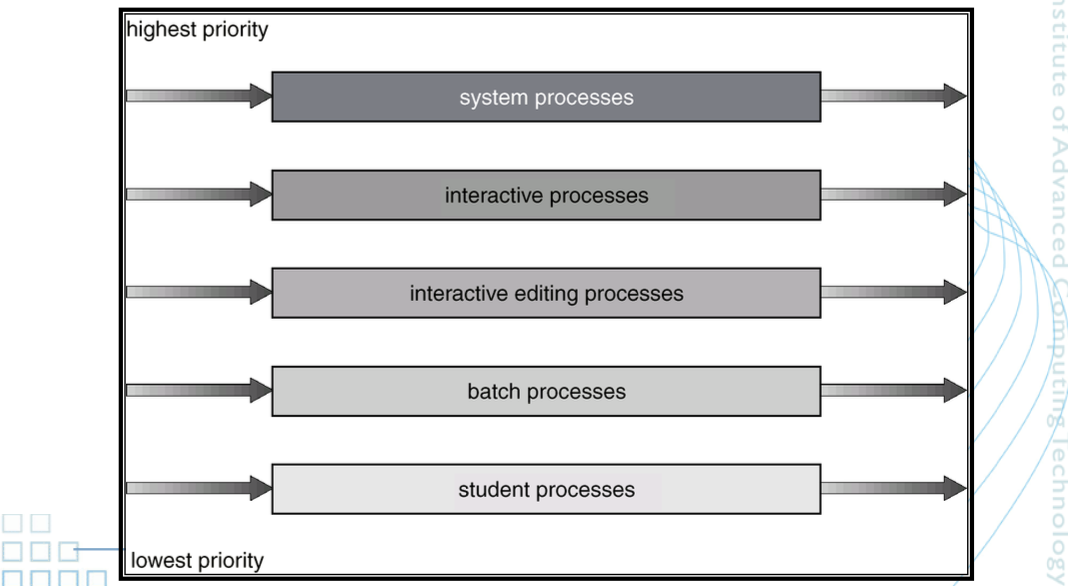 highest priority
system processes
interactive processes
interactive editing processes
batch processes
student processes
lowest priority
nstitute of Advanced Computing Technology